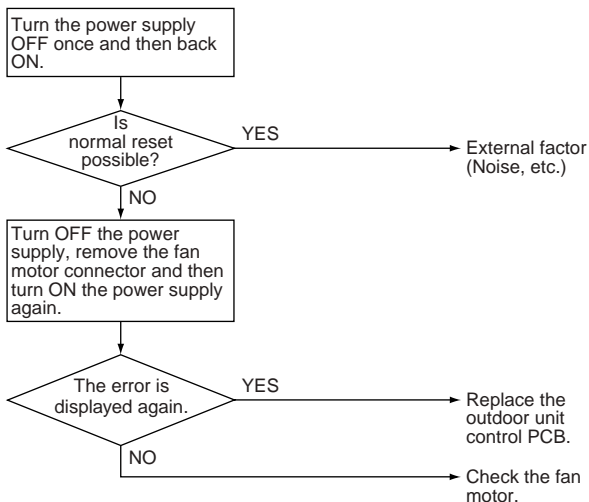 Turn the power supply
OFF once and then back
ON.
Is
normal reset
possible?
YES
External factor
(Noise, etc.)
NO
Turn OFF the power
supply, remove the fan
motor connector and then
turn ON the power supply
again.
The error is
displayed again.
YES
Replace the
outdoor unit
control PCB.
NO
Check the fan
motor.